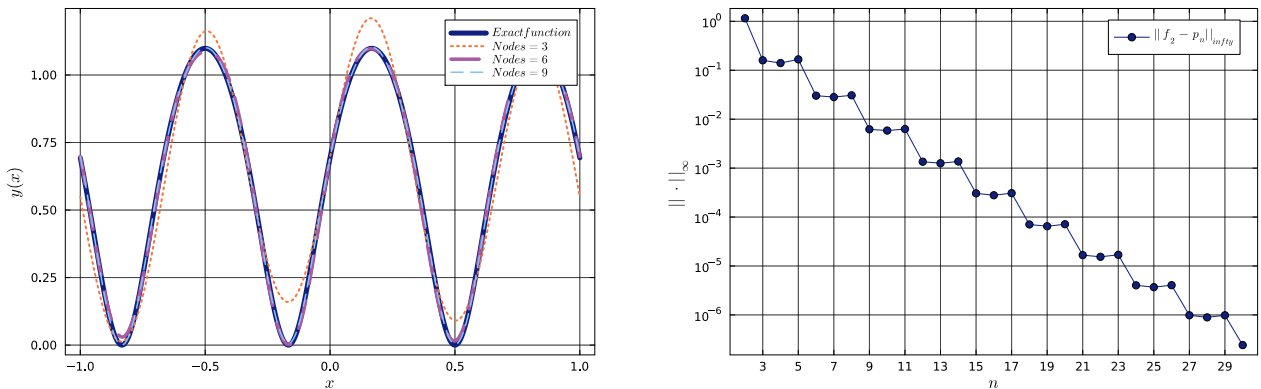 Exactfunction
Nodes = 3
Nodes = 6
Nodes = 9
y(x)
1.00
0.75
0.50
0.25
0.00
−1.0
−0.5
0.0
0.5
1.0
x
|| f_2 − p_n||_{infty}
|| · ||_∞
10^0
10^{−1}
10^{−2}
10^{−3}
10^{−4}
10^{−5}
10^{−6}
3 5 7 9 11 13 15 17 19 21 23 25 27 29
n